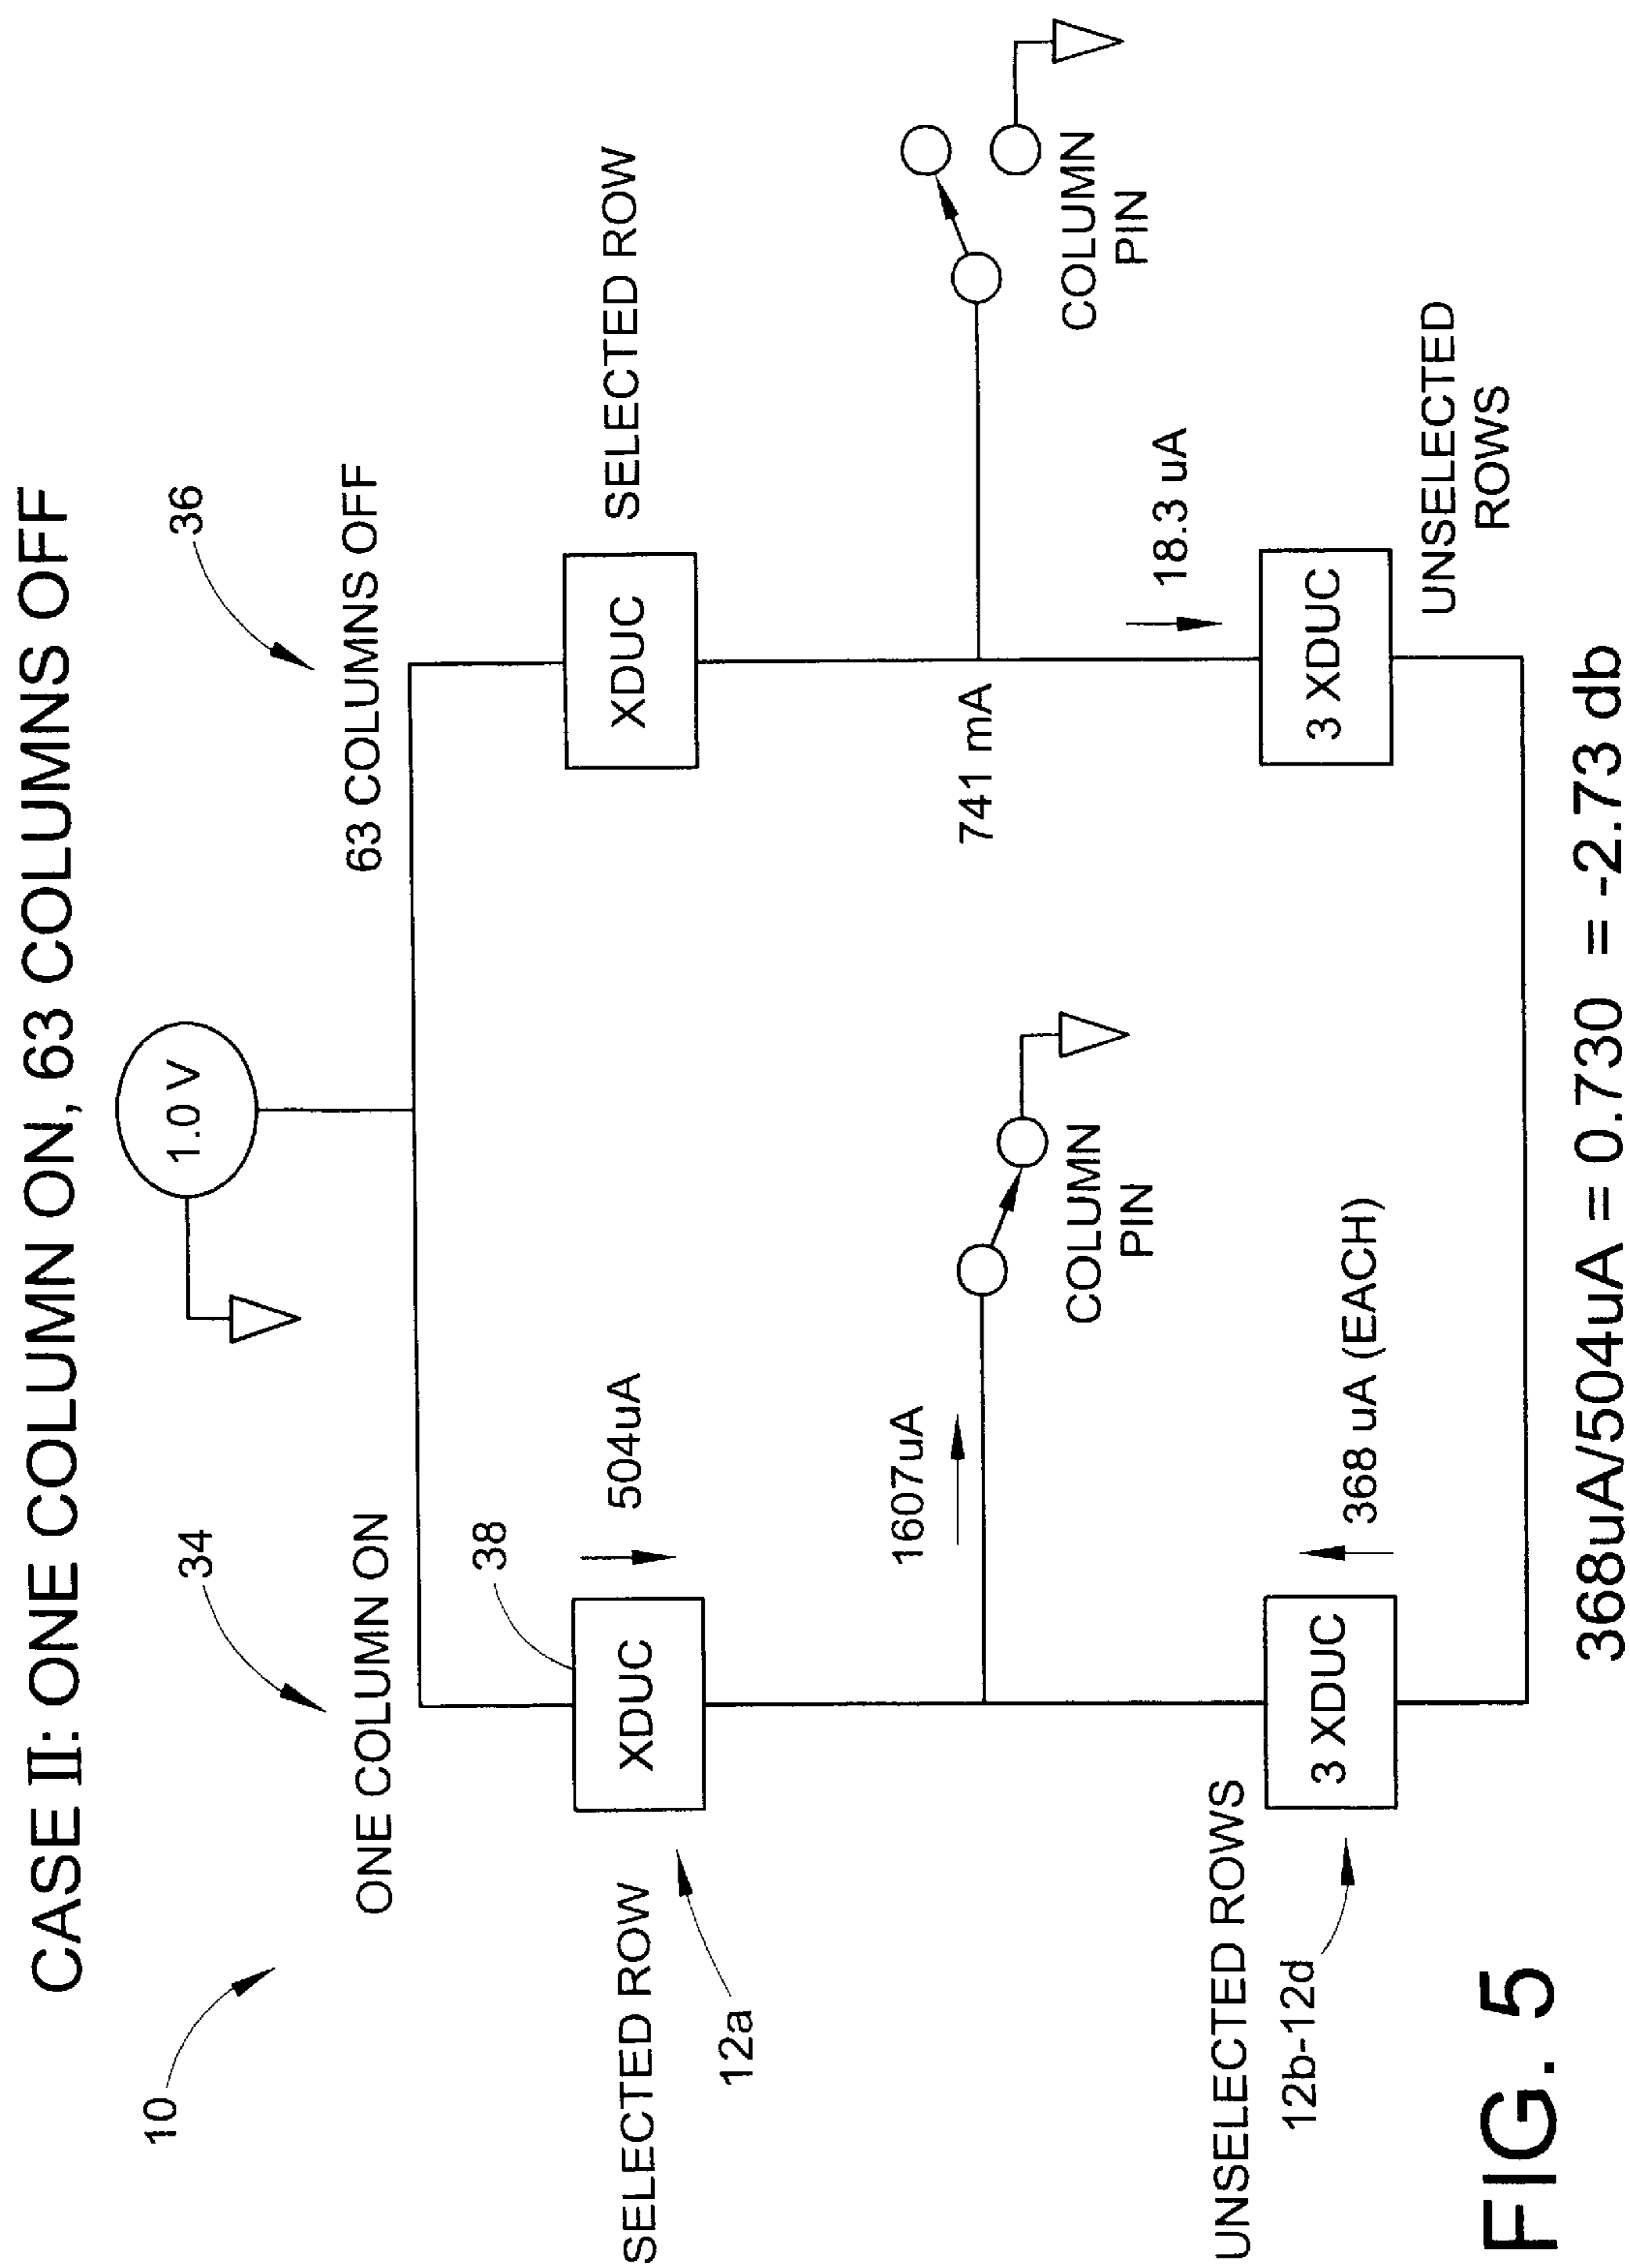 CASE II: ONE COLUMN ON, 63 COLUMNS OFF
10
34
36
1.0 V
ONE COLUMN ON
63 COLUMNS OFF
38
SELECTED ROW
XDUC
504uA
XDUC
SELECTED ROW
12a
1607uA
741 mA
COLUMN
PIN
COLUMN
PIN
18.3 uA
UNSELECTED ROWS
3 XDUC
368 uA (EACH)
3 XDUC
UNSELECTED
ROWS
12b-12d
FIG. 5
368uA/504uA = 0.730 = -2.73 db